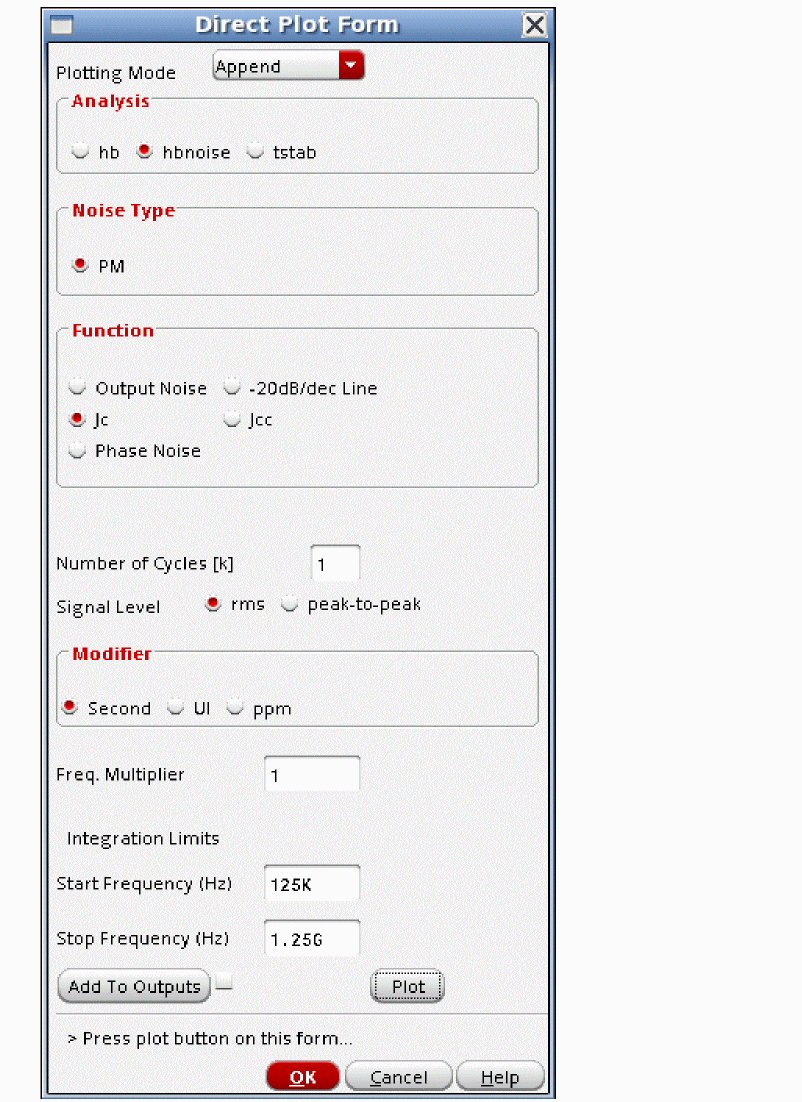 Direct Plot Form
Plotting Mode Append
Analysis
hb hbnoise tstab
Noise Type
PM
Function
Output Noise -20dB/dec Line
Jc Jcc
Phase Noise
Number of Cycles [k] 1
Signal Level rms peak-to-peak
Modifier
Second UI ppm
Freq. Multiplier 1
Integration Limits
Start Frequency (Hz) 125K
Stop Frequency (Hz) 1.25G
Add To Outputs Plot
> Press plot button on this form...
OK Cancel Help